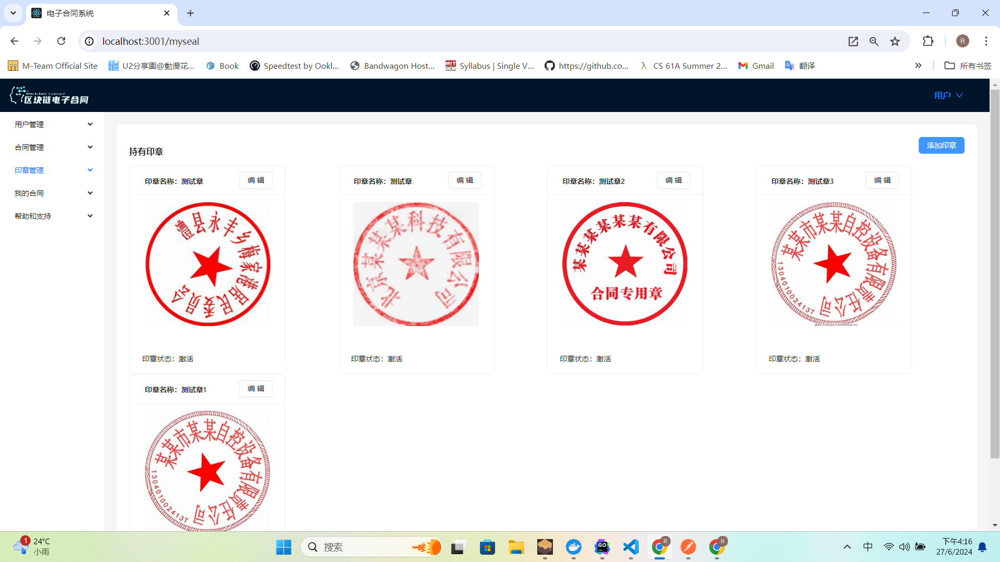 电子合同系统
localhost:3001/myseal
M-Team Official Site
U2分享園@動漫花...
Book
Speedtest by Ookl...
Bandwagon Host...
Syllabus | Single V...
https://github.co...
CS 61A Summer 2...
Gmail
翻译
所有书签
区块链电子合同
用户
用户管理
合同管理
印章管理
我的合同
帮助和支持
持有印章
添加印章
印章名称：测试章
编 辑
澧县永丰乡梅家港居民委员会
印章状态：激活
印章名称：测试章
编 辑
北京某某某科技有限公司
印章状态：激活
印章名称：测试章2
编 辑
某某某某某某有限公司
合同专用章
印章状态：激活
印章名称：测试章3
编 辑
某某市某某自控设备有限责任公司
1304010024137
印章状态：激活
印章名称：测试章1
编 辑
某某市某某自控设备有限责任公司
1304010024137
1
24°C
小雨
搜索
中
下午4:16
27/6/2024